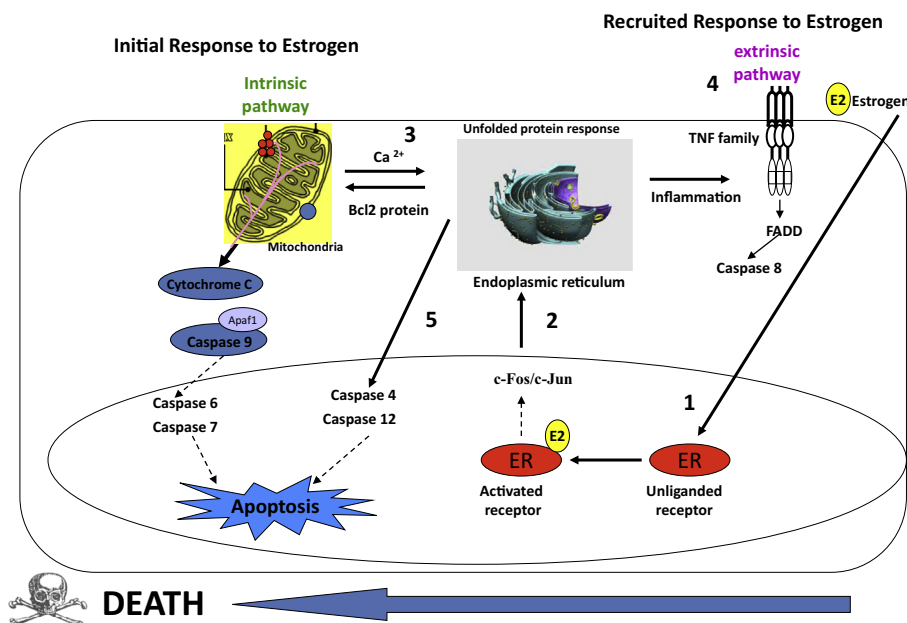 Recruited Response to Estrogen
Initial Response to Estrogen
extrinsic
pathway
Intrinsic
pathway
4
E2
Estrogen
IX
3
Unfolded protein response
TNF family
Ca 2+
Bcl2 protein
Inflammation
Mitochondria
FADD
Caspase 8
Cytochrome C
Endoplasmic reticulum
Apaf1
Caspase 9
5
2
c-Fos/c-Jun
Caspase 6
Caspase 7
Caspase 4
Caspase 12
1
E2
ER
ER
Activated
receptor
Unliganded
receptor
Apoptosis
DEATH